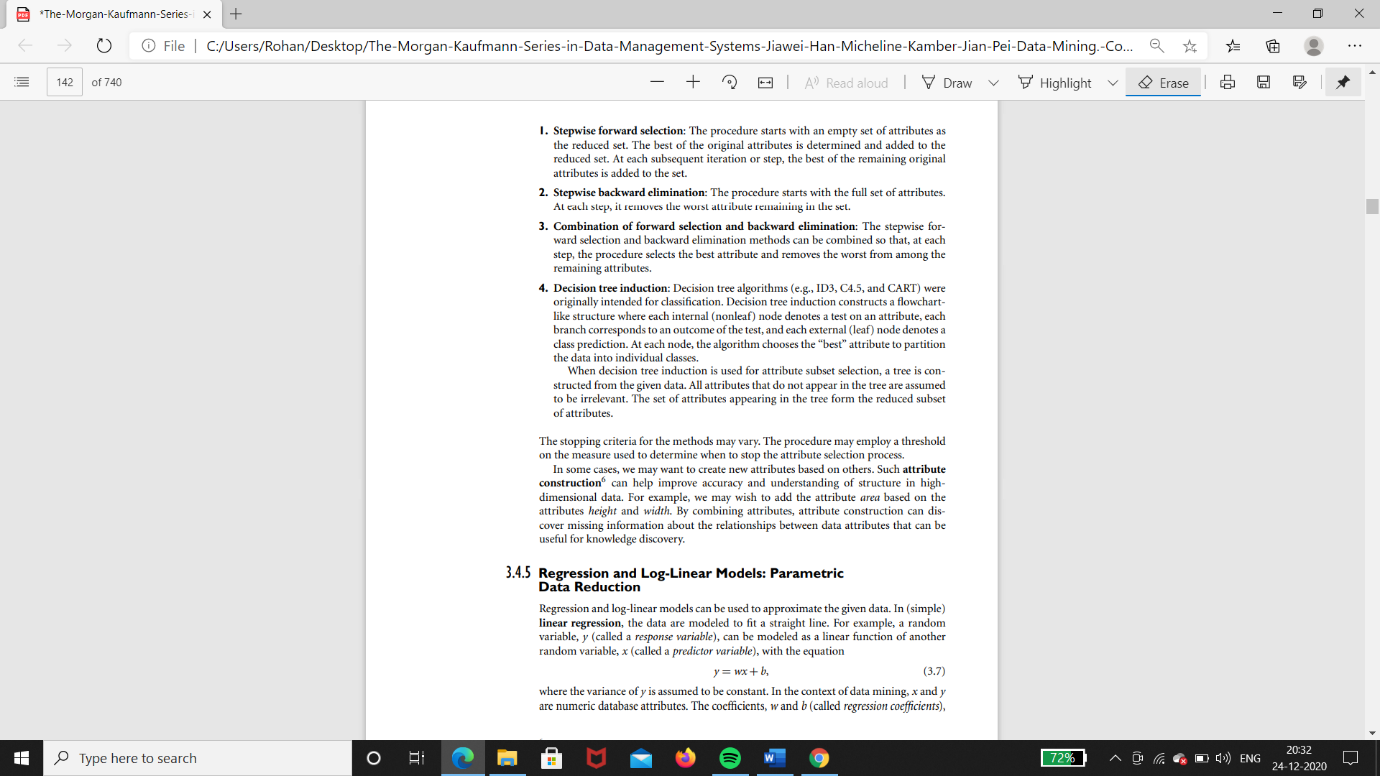 *The-Morgan-Kaufmann-Series-
File | C:/Users/Rohan/Desktop/The-Morgan-Kaufmann-Series-in-Data-Management-Systems-Jiawei-Han-Micheline-Kamber-Jian-Pei-Data-Mining.-Co...
142 of 740 Read aloud Draw Highlight Erase
1. Stepwise forward selection: The procedure starts with an empty set of attributes as
the reduced set. The best of the original attributes is determined and added to the
reduced set. At each subsequent iteration or step, the best of the remaining original
attributes is added to the set.
2. Stepwise backward elimination: The procedure starts with the full set of attributes.
At each step, it removes the worst attribute remaining in the set.
3. Combination of forward selection and backward elimination: The stepwise for-
ward selection and backward elimination methods can be combined so that, at each
step, the procedure selects the best attribute and removes the worst from among the
remaining attributes.
4. Decision tree induction: Decision tree algorithms (e.g., ID3, C4.5, and CART) were
originally intended for classification. Decision tree induction constructs a flowchart-
like structure where each internal (nonleaf) node denotes a test on an attribute, each
branch corresponds to an outcome of the test, and each external (leaf) node denotes a
class prediction. At each node, the algorithm chooses the “best” attribute to partition
the data into individual classes.
When decision tree induction is used for attribute subset selection, a tree is con-
structed from the given data. All attributes that do not appear in the tree are assumed
to be irrelevant. The set of attributes appearing in the tree form the reduced subset
of attributes.
The stopping criteria for the methods may vary. The procedure may employ a threshold
on the measure used to determine when to stop the attribute selection process.
In some cases, we may want to create new attributes based on others. Such attribute
construction⁶ can help improve accuracy and understanding of structure in high-
dimensional data. For example, we may wish to add the attribute area based on the
attributes height and width. By combining attributes, attribute construction can dis-
cover missing information about the relationships between data attributes that can be
useful for knowledge discovery.
3.4.5 Regression and Log-Linear Models: Parametric
Data Reduction
Regression and log-linear models can be used to approximate the given data. In (simple)
linear regression, the data are modeled to fit a straight line. For example, a random
variable, y (called a response variable), can be modeled as a linear function of another
random variable, x (called a predictor variable), with the equation
y = wx + b, (3.7)
where the variance of y is assumed to be constant. In the context of data mining, x and y
are numeric database attributes. The coefficients, w and b (called regression coefficients),
Type here to search 72% ENG 20:32
24-12-2020